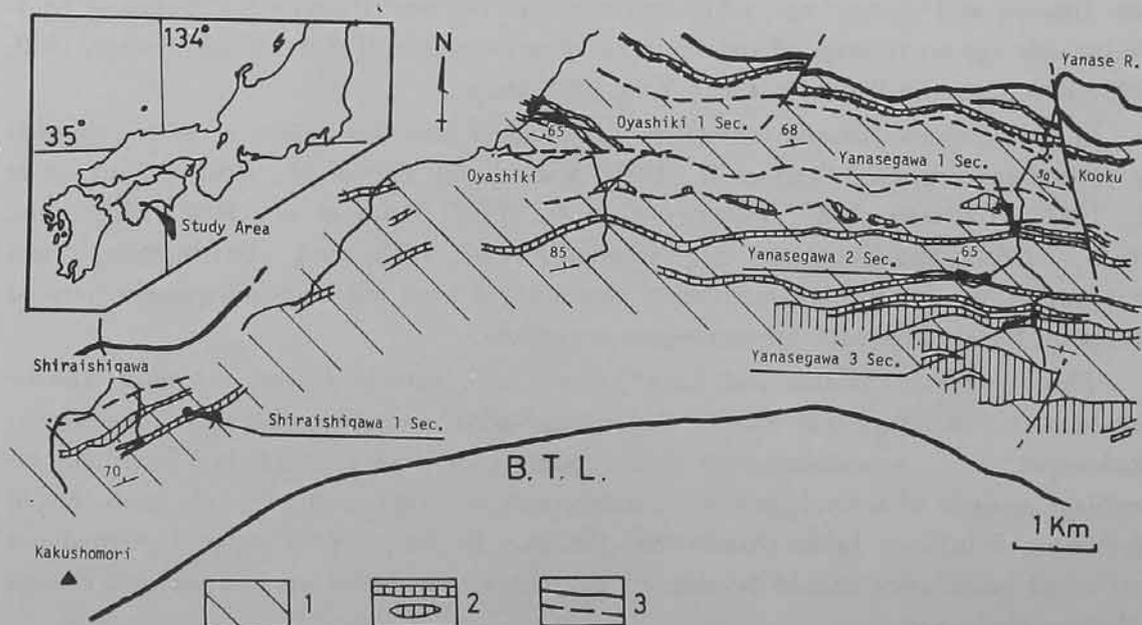 134°
35°
Study Area
N
Yanase R.
65
Oyashiki 1 Sec.
68
Yanasegawa 1 Sec.
90
Kooku
Oyashiki
85
Yanasegawa 2 Sec.
65
Yanasegawa 3 Sec.
Shiraishigawa
Shiraishigawa 1 Sec.
70
B. T. L.
1 Km
Kakushomori
1
2
3